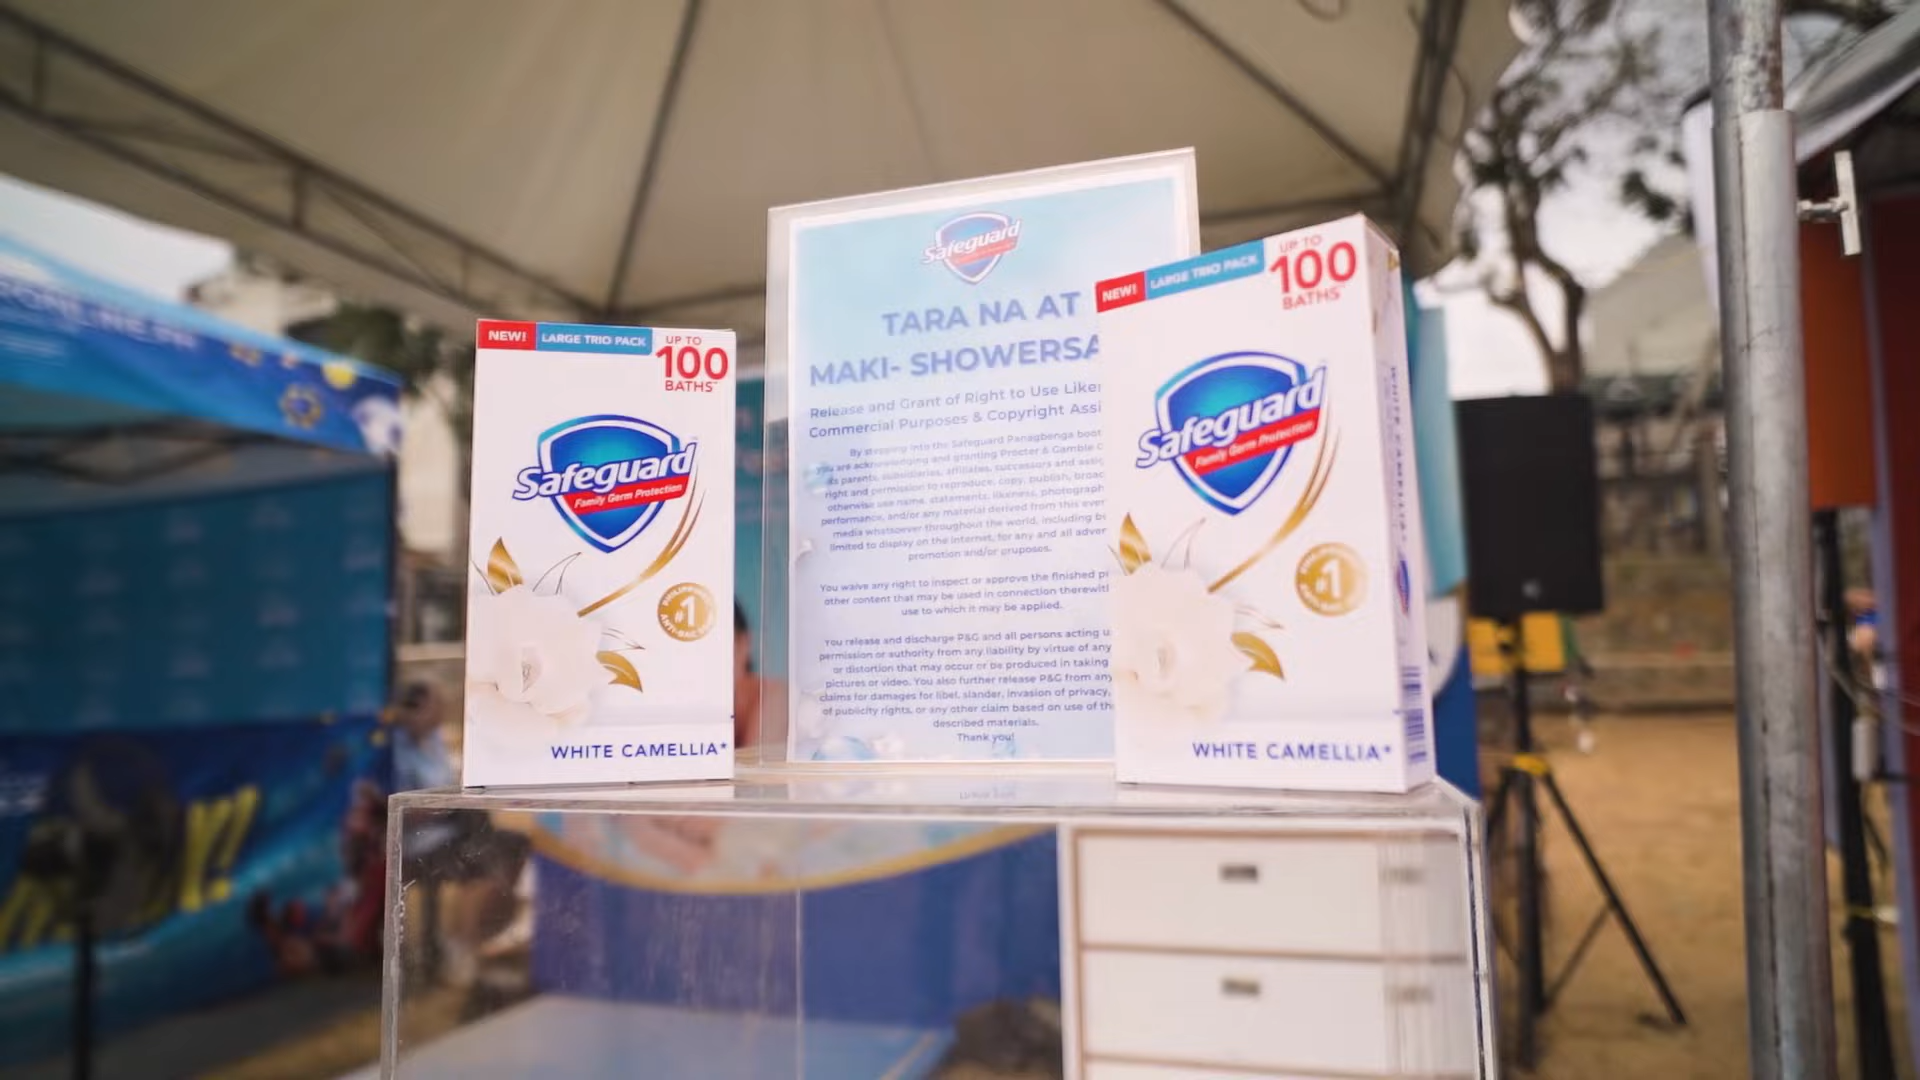 NEW! LARGE TRIO PACK
UP TO
100
BATHS
Safeguard
Family Germ Protection
#1
WHITE CAMELLIA*
Safeguard
TARA NA AT
MAKI- SHOWERSA
Release and Grant of Right to Use Like
Commercial Purposes & Copyright Assi
By stepping into the Safeguard Panagbenga boot
you are acknowledging and granting Procter & Gamble
its parents, subsidiaries, affiliates, successors and assig
right and permission to reproduce, copy, publish, broac
otherwise use name, statements, likeness, photograph
performance, and/or any material derived from this ever
media whatsoever throughout the world, including b
limited to display on the internet, for any and all adver
promotion and/or pruposes.
You waive any right to inspect or approve the finished p
other content that may be used in connection therewit
use to which it may be applied.
You release and discharge P&G and all persons acting u
permission or authority from any liability by virtue of any
or distortion that may occur or be produced in taking
pictures or video. You also further release P&G from any
claims for damages for libel, slander, invasion of privacy,
of publicity rights, or any other claim based on use of th
described materials.
Thank you!
NEW! LARGE TRIO PACK
UP TO
100
BATHS
Safeguard
Family Germ Protection
#1
WHITE CAMELLIA*